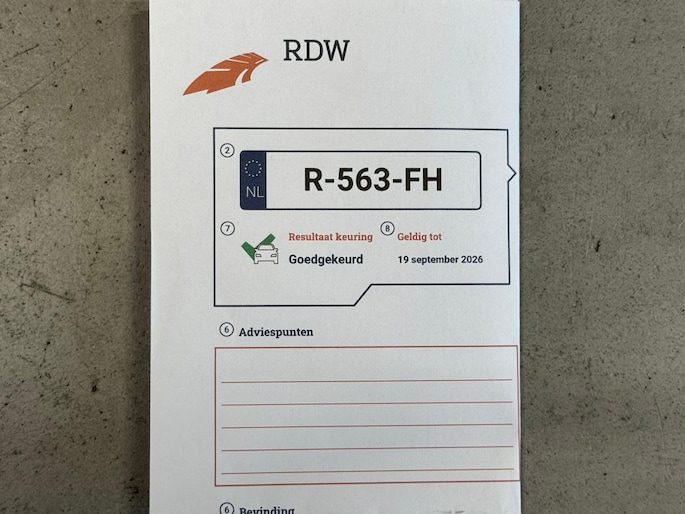 RDW
2
NL
R-563-FH
7
Resultaat keuring
8
Geldig tot
Goedgekeurd
19 september 2026
6 Adviespunten
6 Bevinding